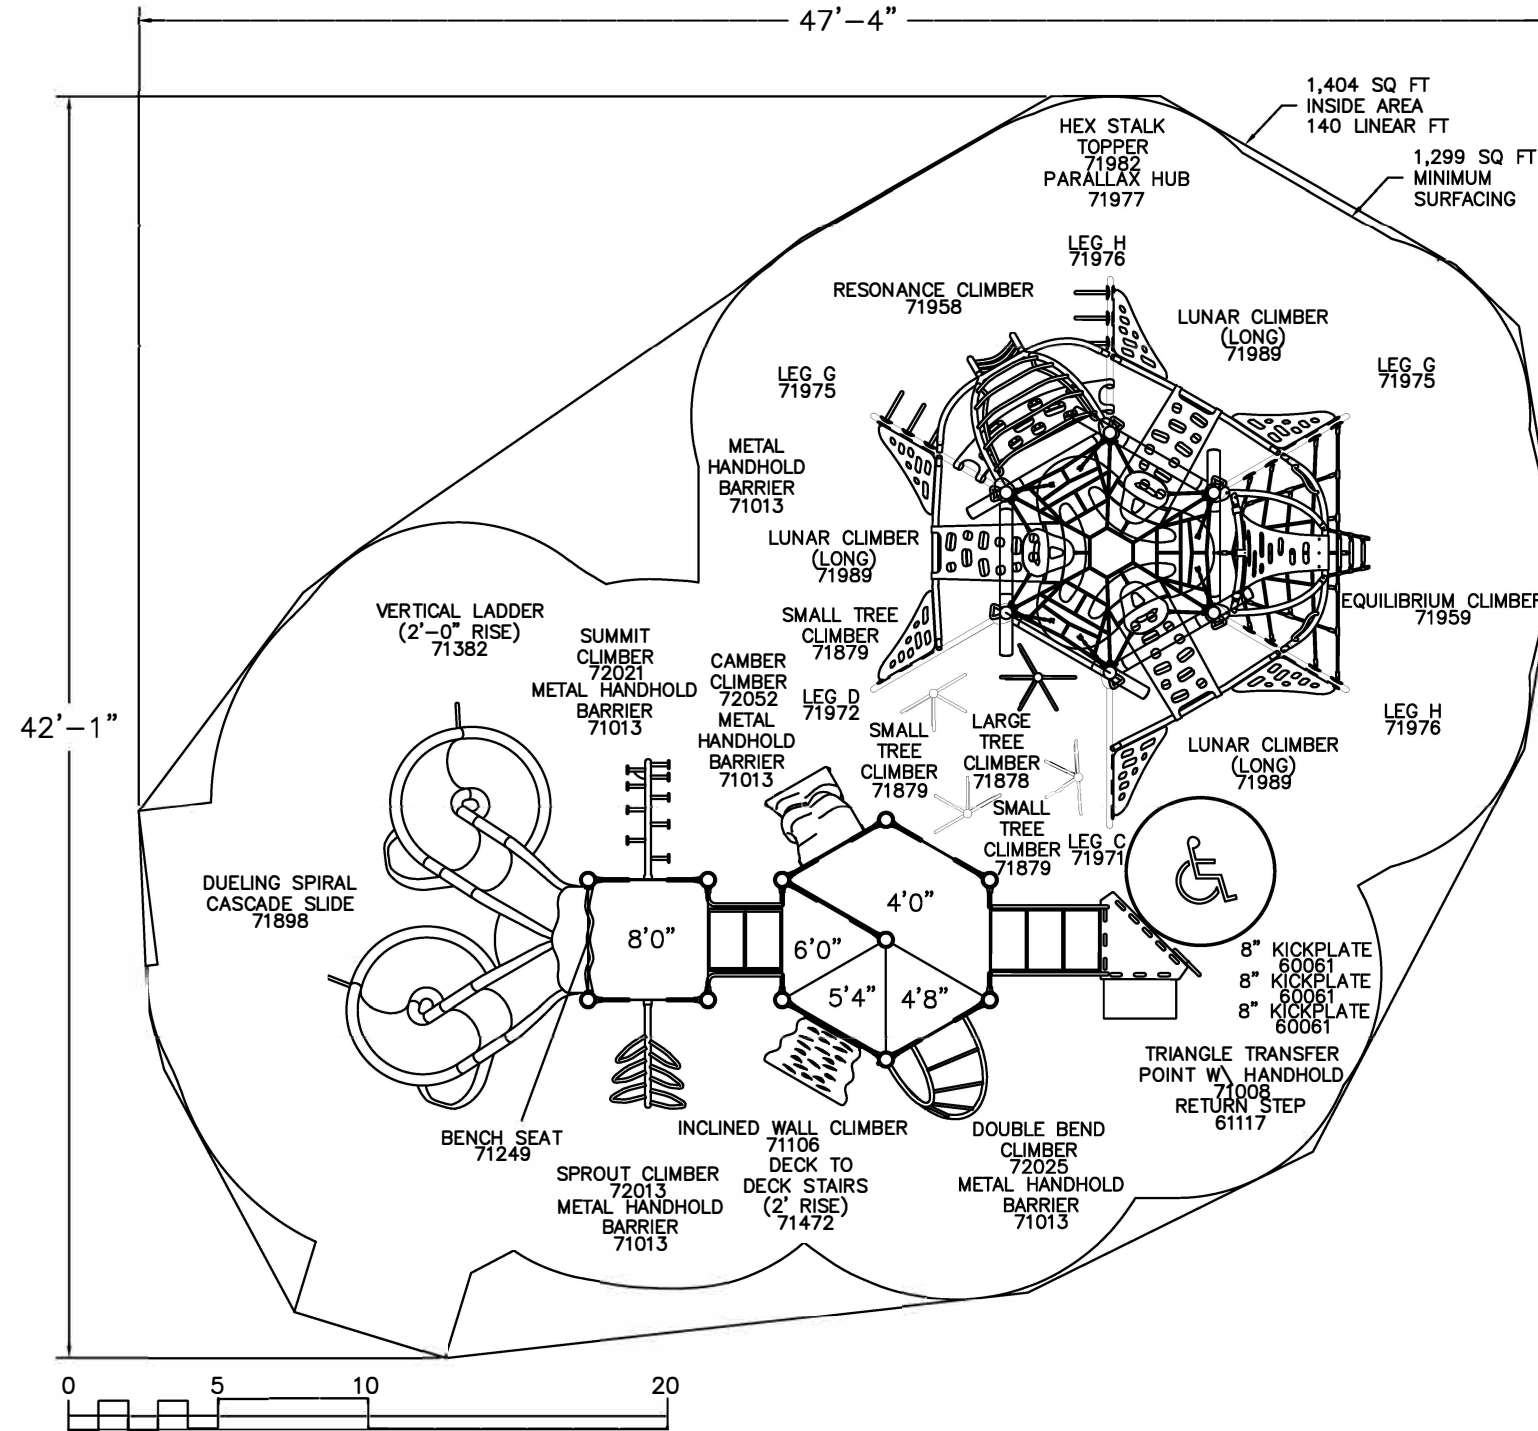 47'-4"
1,404 SQ FT
INSIDE AREA
140 LINEAR FT
1,299 SQ FT
MINIMUM
SURFACING
HEX STALK
TOPPER
71982
PARALLAX HUB
71977
LEG H
71976
RESONANCE CLIMBER
71958
LUNAR CLIMBER
(LONG)
71989
LEG G
71975
LEG G
71975
METAL
HANDHOLD
BARRIER
71013
LUNAR CLIMBER
(LONG)
71989
EQUILIBRIUM CLIMBER
71959
SMALL TREE
CLIMBER
71879
VERTICAL LADDER
(2'-0" RISE)
71382
SUMMIT
CLIMBER
72021
METAL HANDHOLD
BARRIER
71013
CAMBER
CLIMBER
72052
METAL
HANDHOLD
BARRIER
71013
LEG D
71972
SMALL
TREE
CLIMBER
71879
LARGE
TREE
CLIMBER
71878
SMALL
TREE
CLIMBER
71879
LEG C
71971
LUNAR CLIMBER
(LONG)
71989
LEG H
71976
42'-1"
DUELING SPIRAL
CASCADE SLIDE
71898
8'0"
6'0"
4'0"
5'4"
4'8"
8" KICKPLATE
60061
8" KICKPLATE
60061
8" KICKPLATE
60061
TRIANGLE TRANSFER
POINT W\ HANDHOLD
71008
RETURN STEP
61117
BENCH SEAT
71249
SPROUT CLIMBER
72013
METAL HANDHOLD
BARRIER
71013
INCLINED WALL CLIMBER
71106
DECK TO
DECK STAIRS
(2' RISE)
71472
DOUBLE BEND
CLIMBER
72025
METAL HANDHOLD
BARRIER
71013
0 5 10 20